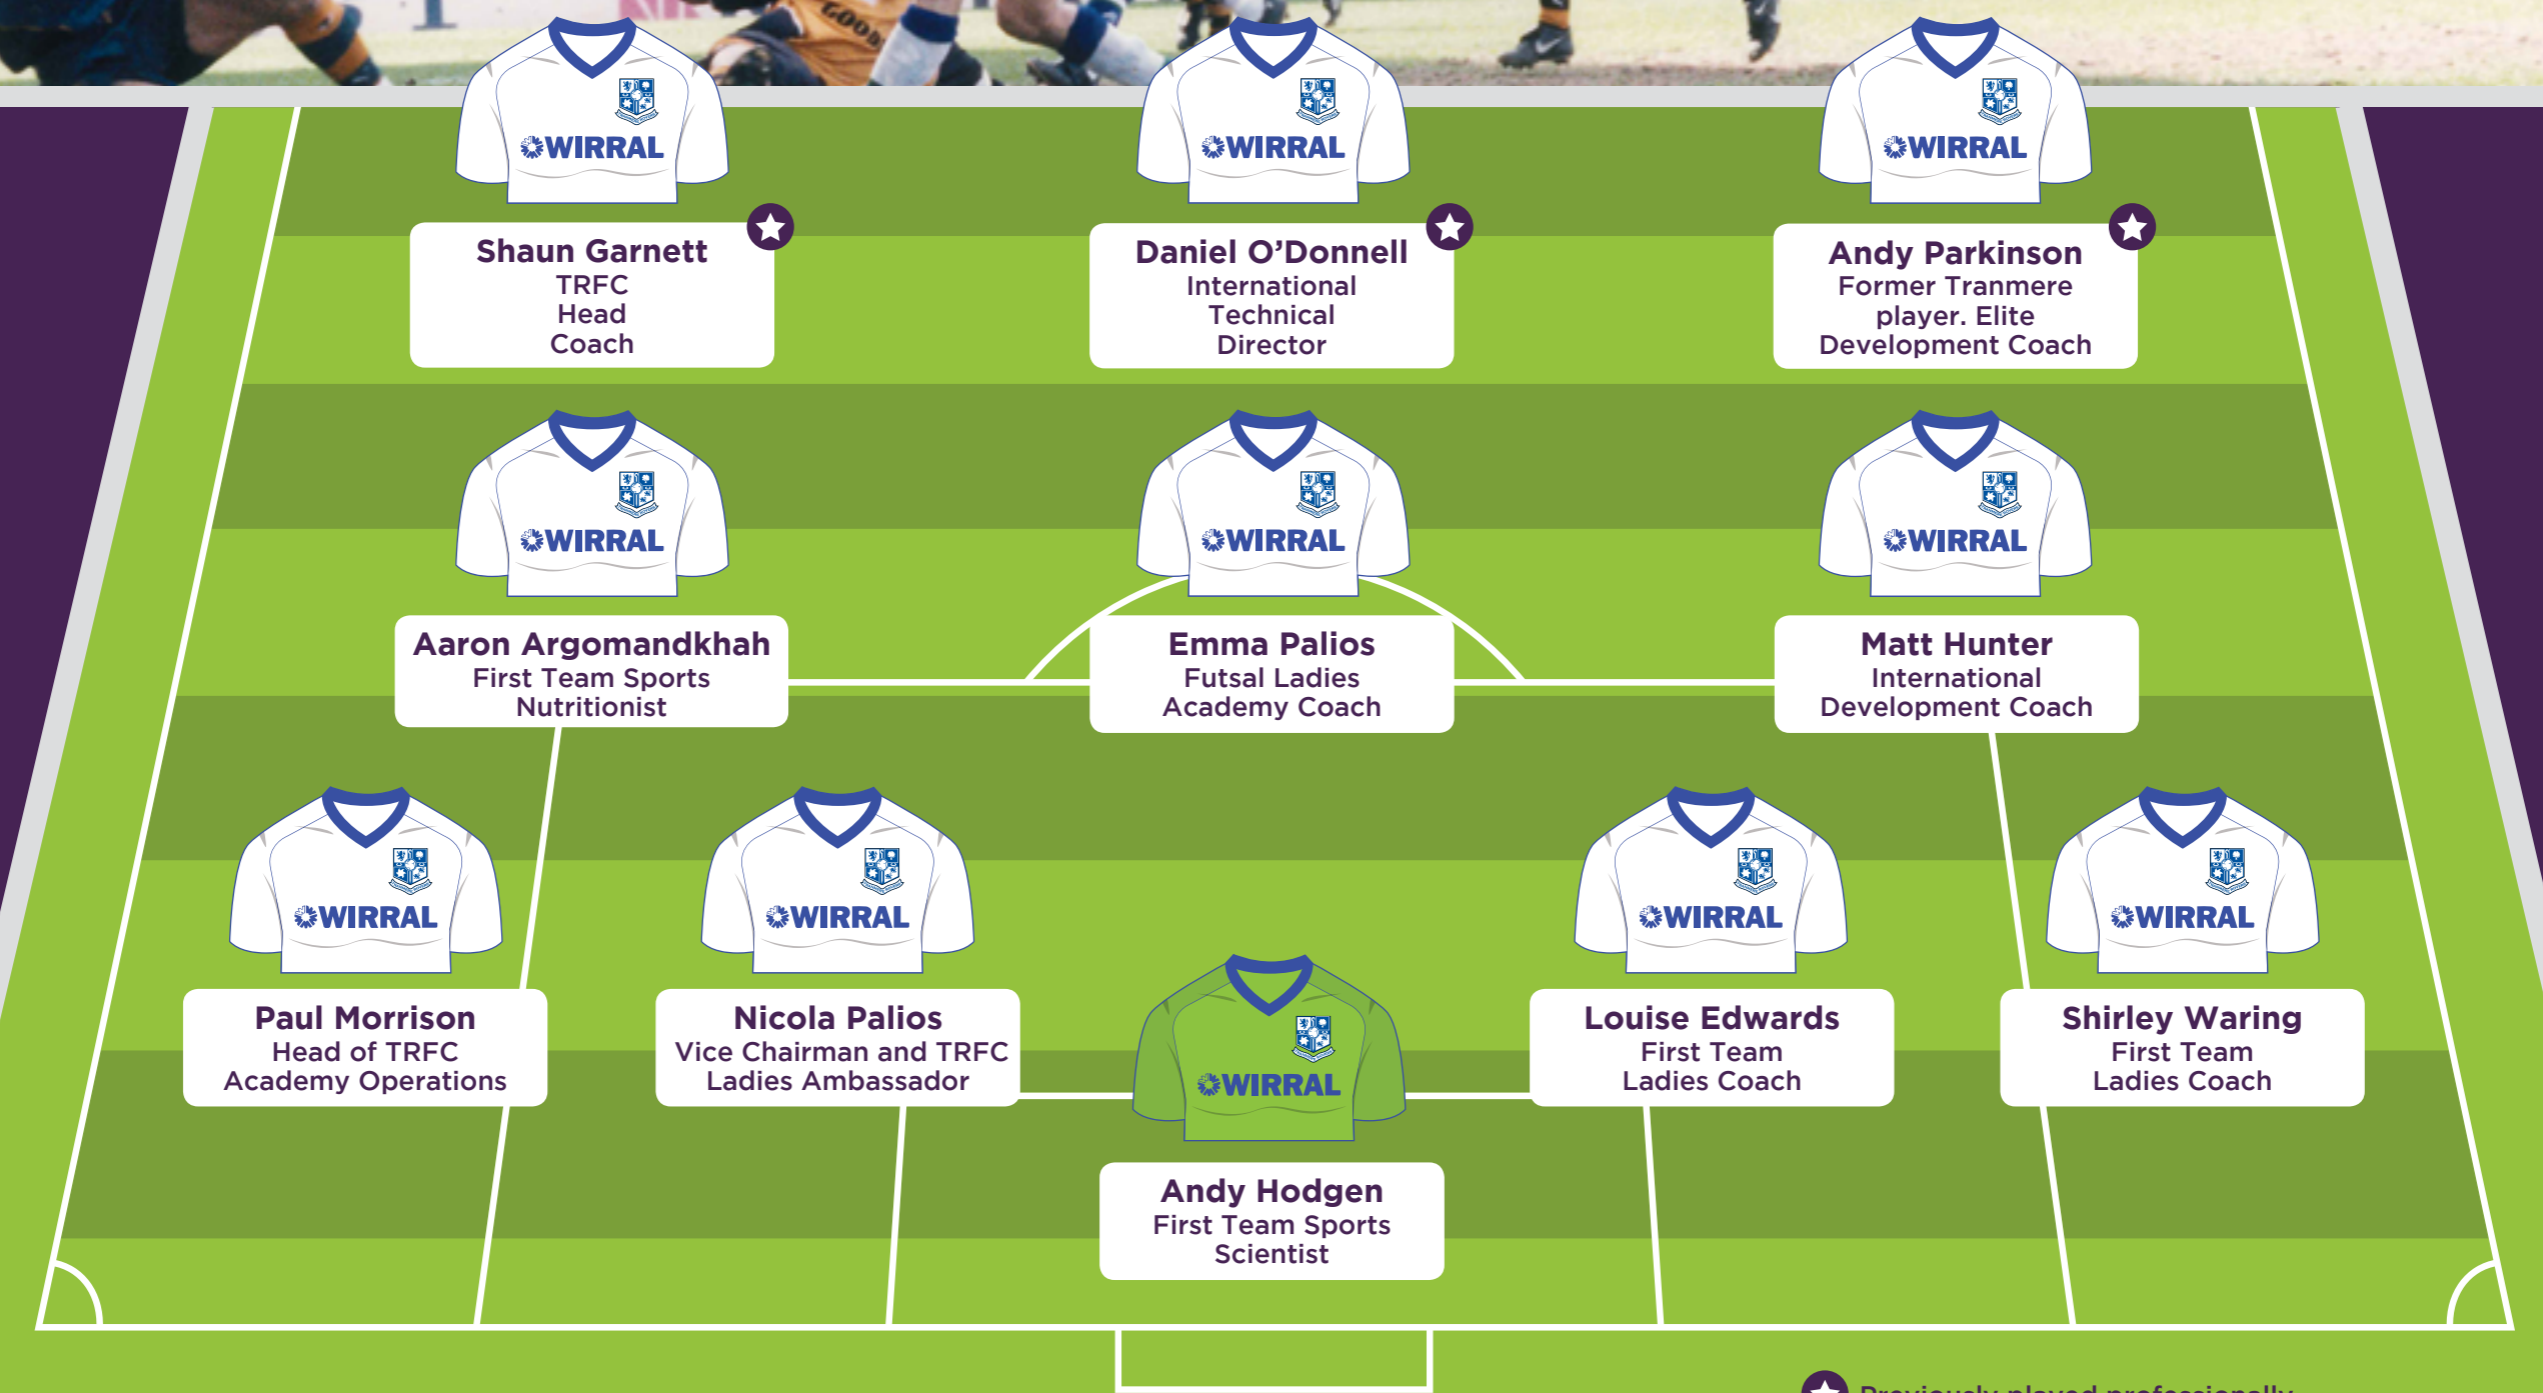 GOOD
WIRRAL
WIRRAL
WIRRAL
Shaun Garnett
TRFC
Head
Coach
Daniel O’Donnell
International
Technical
Director
Andy Parkinson
Former Tranmere
player. Elite
Development Coach
WIRRAL
WIRRAL
WIRRAL
Aaron Argomandkhah
First Team Sports
Nutritionist
Emma Palios
Futsal Ladies
Academy Coach
Matt Hunter
International
Development Coach
WIRRAL
WIRRAL
WIRRAL
WIRRAL
Paul Morrison
Head of TRFC
Academy Operations
Nicola Palios
Vice Chairman and TRFC
Ladies Ambassador
WIRRAL
Louise Edwards
First Team
Ladies Coach
Shirley Waring
First Team
Ladies Coach
Andy Hodgen
First Team Sports
Scientist
Previously played professionally